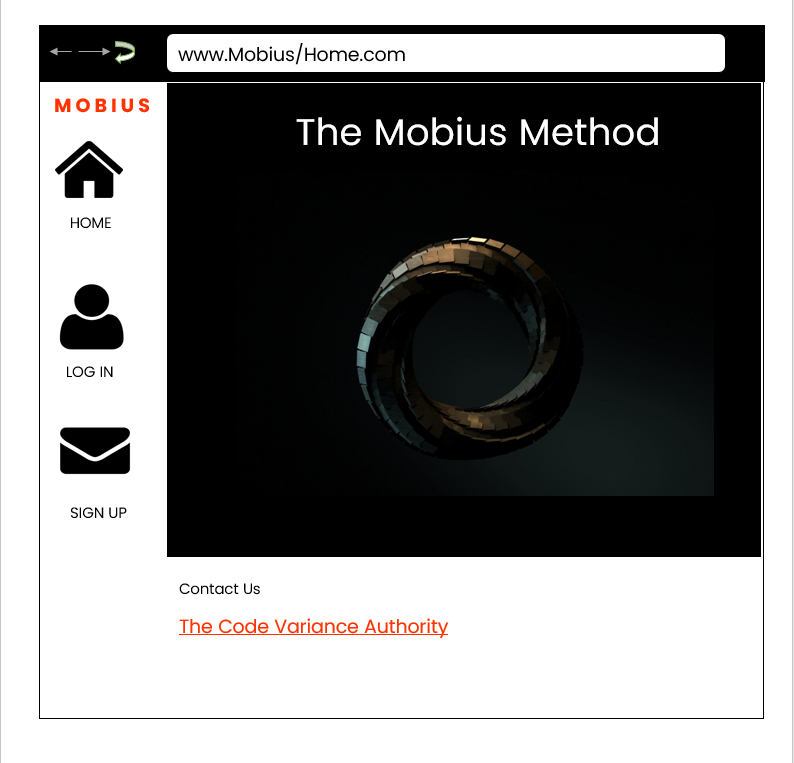 www.Mobius/Home.com
MOBIUS
The Mobius Method
HOME
LOG IN
SIGN UP
Contact Us
The Code Variance Authority